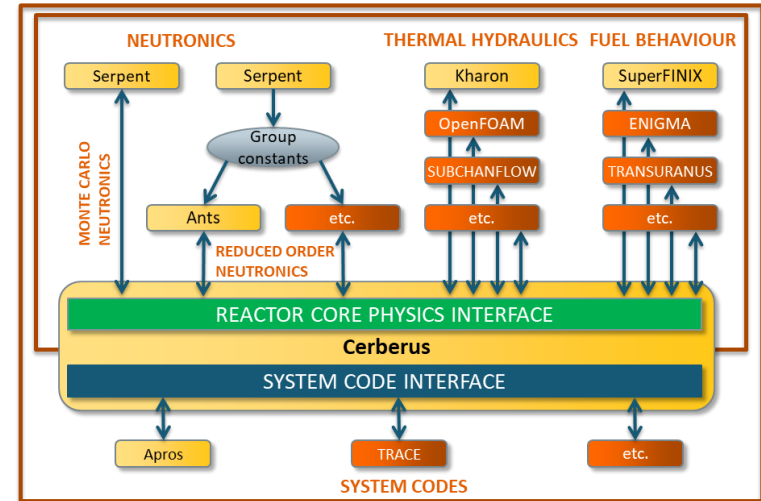 NEUTRONICS
THERMAL HYDRAULICS
FUEL BEHAVIOUR
Serpent
Serpent
Kharon
SuperFINIX
OpenFOAM
ENIGMA
Group
constants
SUBCHANFLOW
TRANSURANUS
MONTE CARLO
NEUTRONICS
Ants
etc.
etc.
etc.
REDUCED ORDER
NEUTRONICS
REACTOR CORE PHYSICS INTERFACE
Cerberus
SYSTEM CODE INTERFACE
Apros
TRACE
etc.
SYSTEM CODES